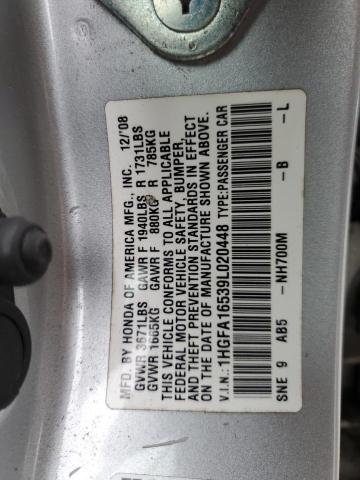 MFD. BY HONDA OF AMERICA MFG., INC. 12/'08
GVWR 3671LBS GAWR F 1940LBS R 1731LBS
GVWR 1665KG GAWR F 880KG R 785KG
THIS VEHICLE CONFORMS TO ALL APPLICABLE
FEDERAL MOTOR VEHICLE SAFETY, BUMPER,
AND THEFT PREVENTION STANDARDS IN EFFECT
ON THE DATE OF MANUFACTURE SHOWN ABOVE.
V.I.N.: 1HGFA16539L020448 TYPE:PASSENGER CAR
SNE 9 AB5 -NH700M -B -L